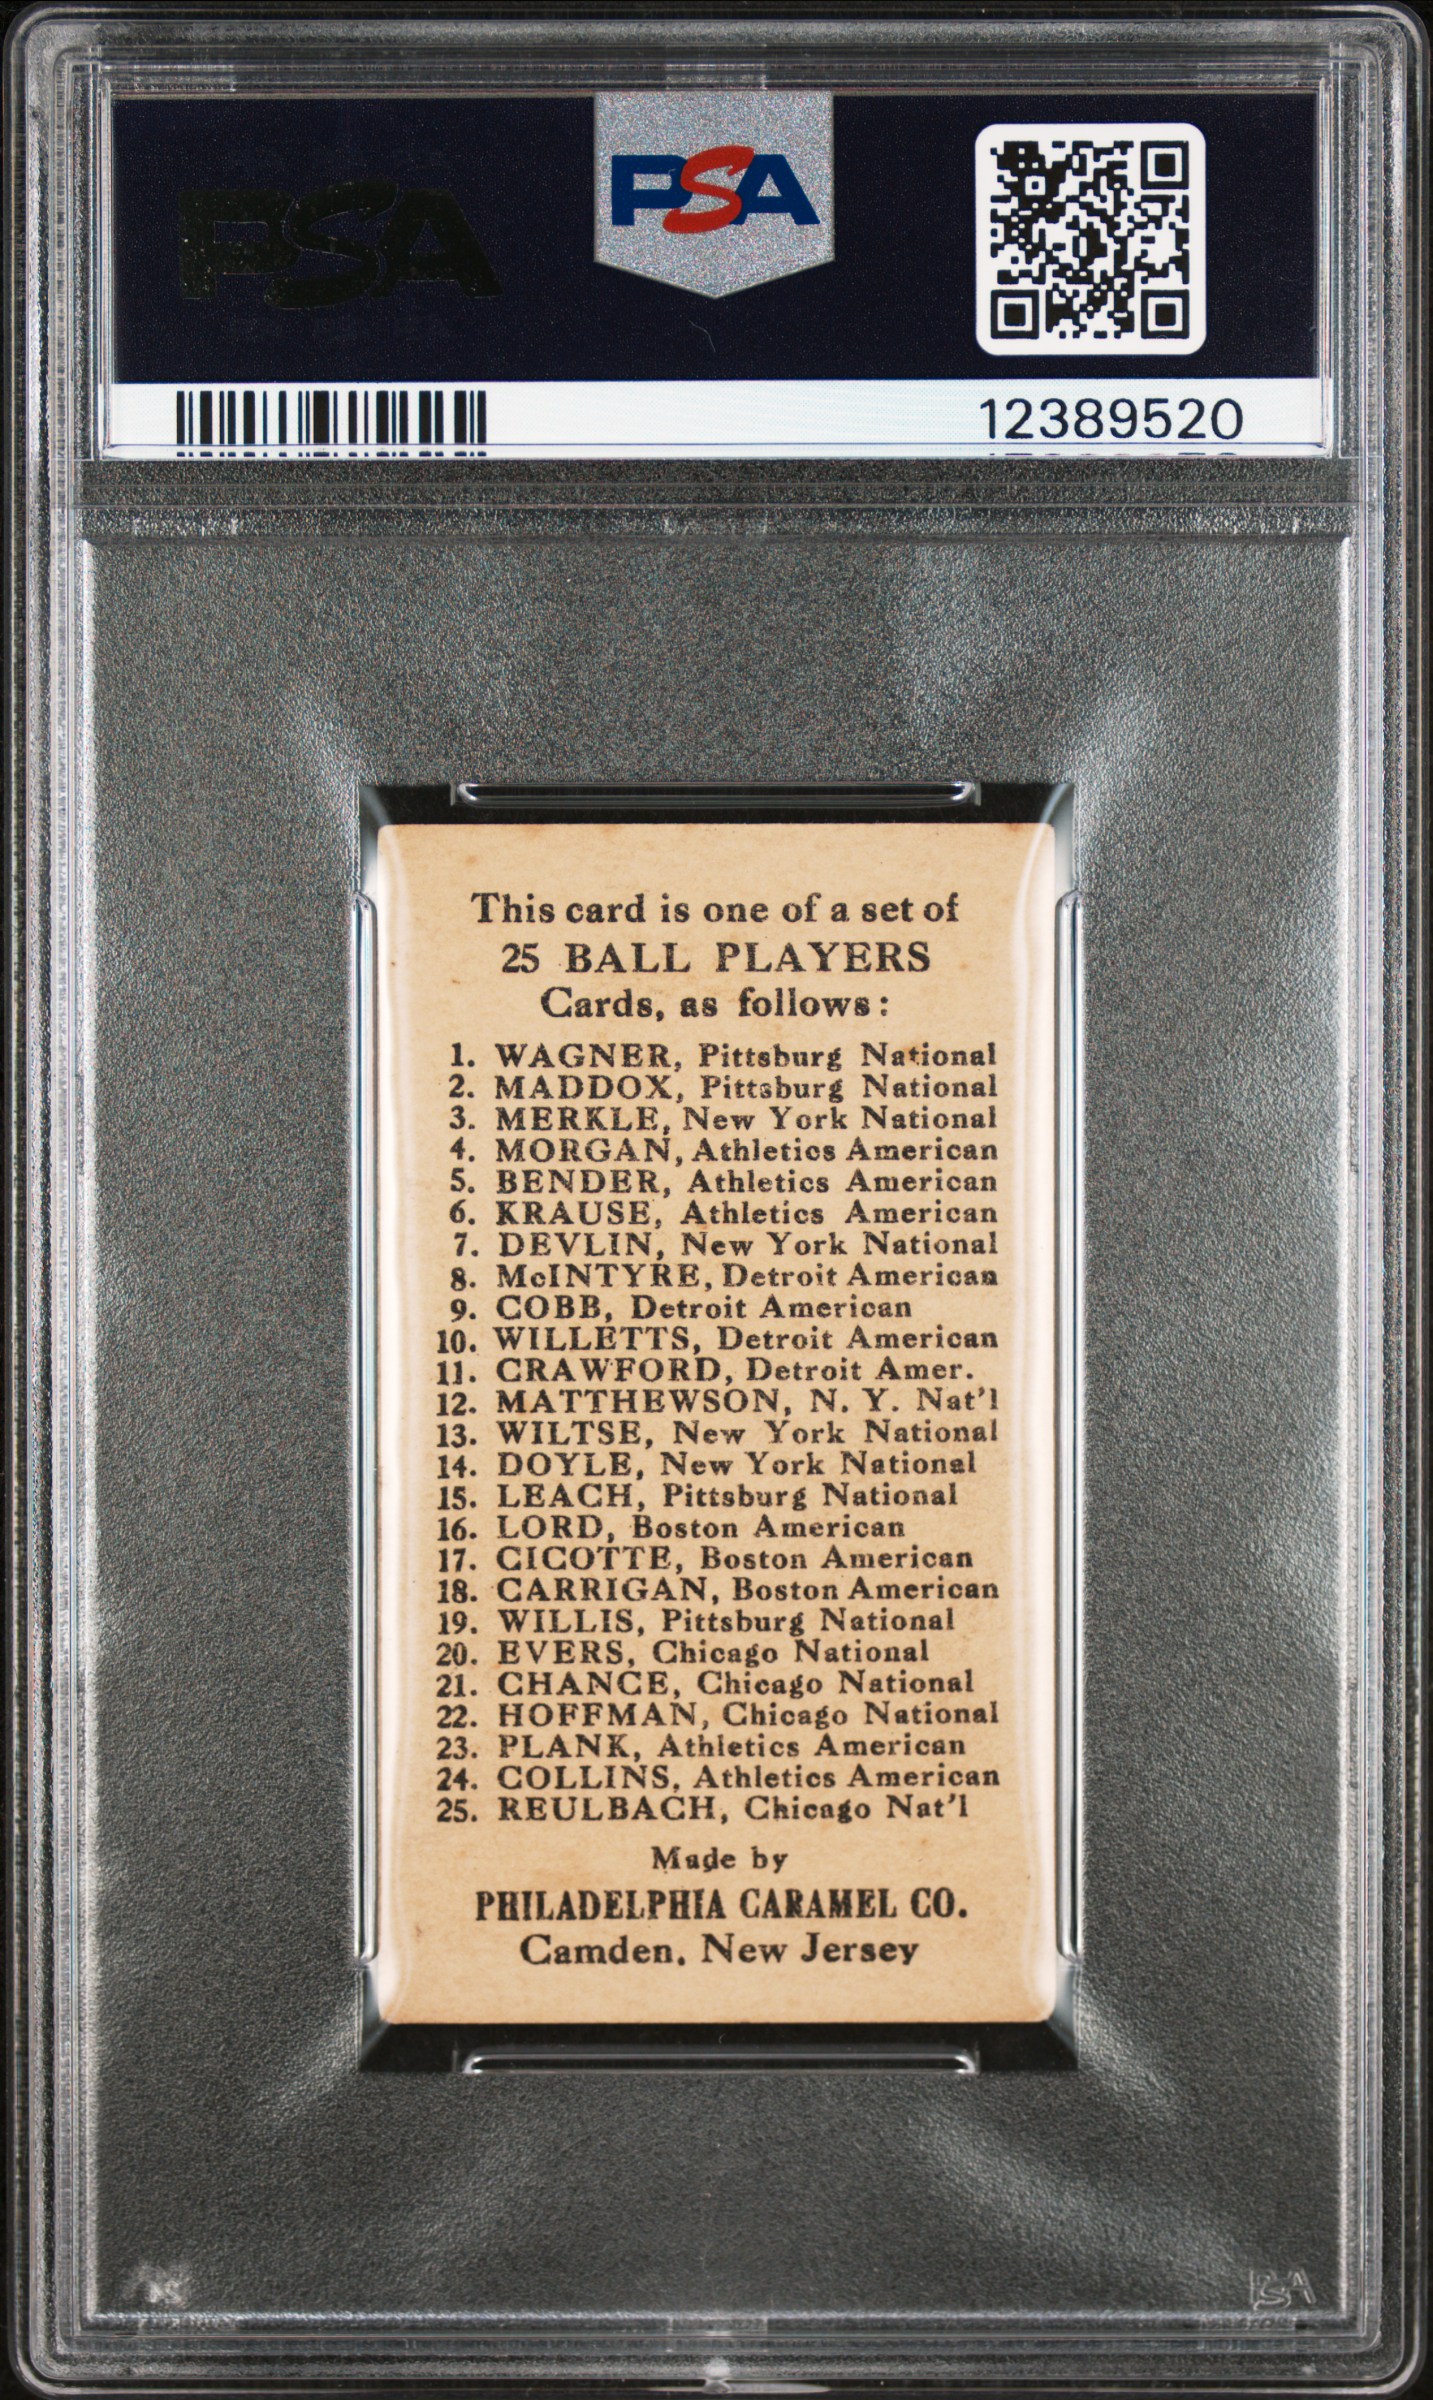 PSA
PSA
12389520
This card is one of a set of
25 BALL PLAYERS
Cards, as follows:
1. WAGNER, Pittsburg National
2. MADDOX, Pittsburg National
3. MERKLE, New York National
4. MORGAN, Athletics American
5. BENDER, Athletics American
6. KRAUSE, Athletics American
7. DEVLIN, New York National
8. McINTYRE, Detroit American
9. COBB, Detroit American
10. WILLETTS, Detroit American
11. CRAWFORD, Detroit Amer.
12. MATTHEWSON, N. Y. Nat'l
13. WILTSE, New York National
14. DOYLE, New York National
15. LEACH, Pittsburg National
16. LORD, Boston American
17. CICOTTE, Boston American
18. CARRIGAN, Boston American
19. WILLIS, Pittsburg National
20. EVERS, Chicago National
21. CHANCE, Chicago National
22. HOFFMAN, Chicago National
23. PLANK, Athletics American
24. COLLINS, Athletics American
25. REULBACH, Chicago Nat'l
Made by
PHILADELPHIA CARAMEL CO.
Camden, New Jersey
PSA